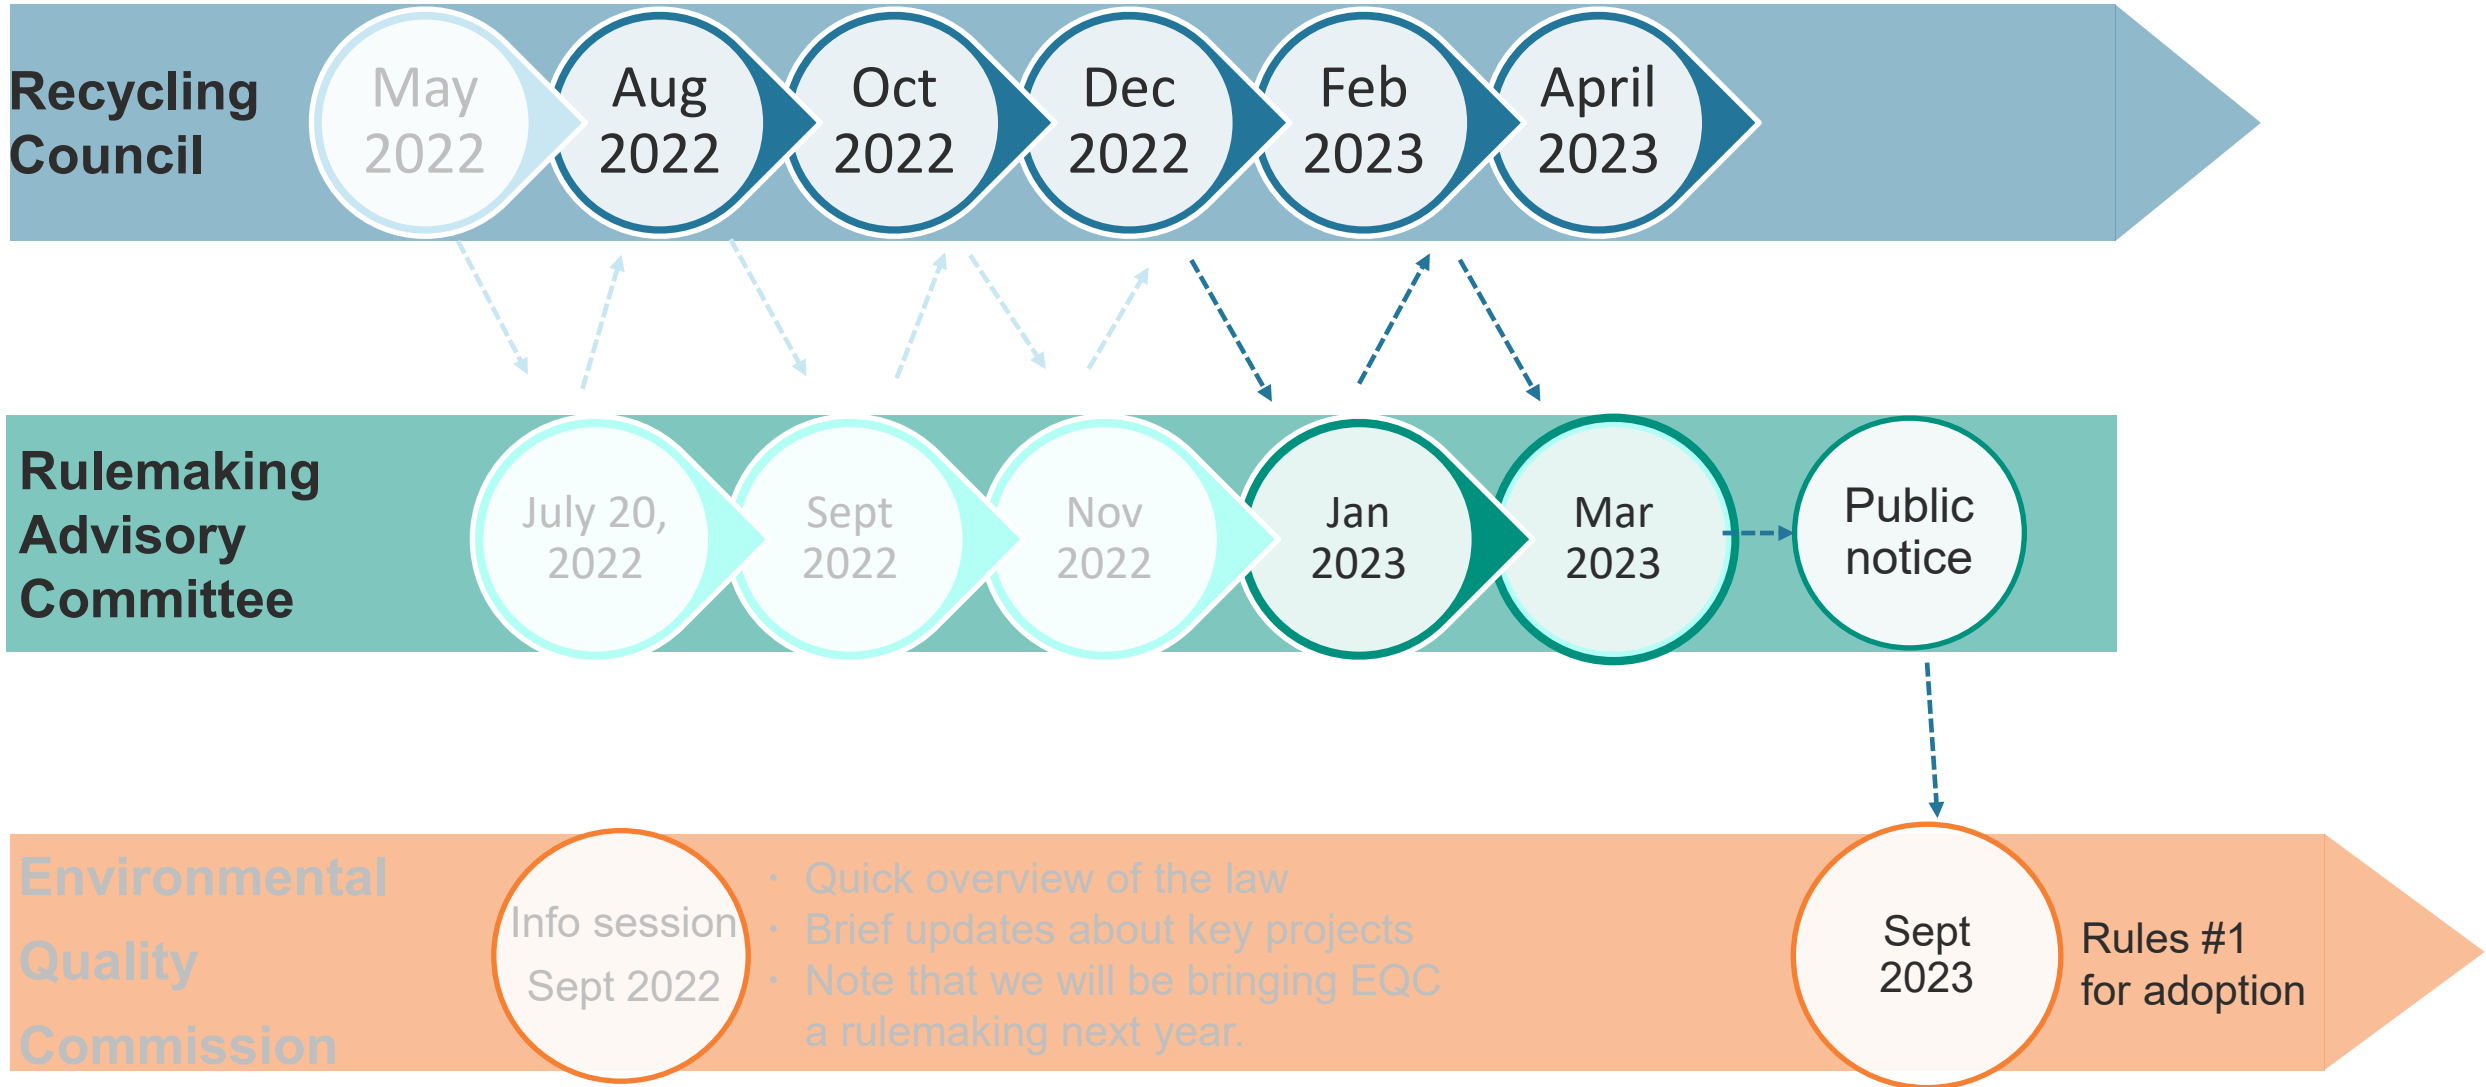 Recycling
Council
May
2022
Aug
2022
Oct
2022
Dec
2022
Feb
2023
April
2023
Rulemaking
Advisory
Committee
July 20,
2022
Sept
2022
Nov
2022
Jan
2023
Mar
2023
Public
notice
Environmental
Quality
Commission
Info session
Sept 2022
· Quick overview of the law
· Brief updates about key projects
· Note that we will be bringing EQC
a rulemaking next year.
Sept
2023
Rules #1
for adoption